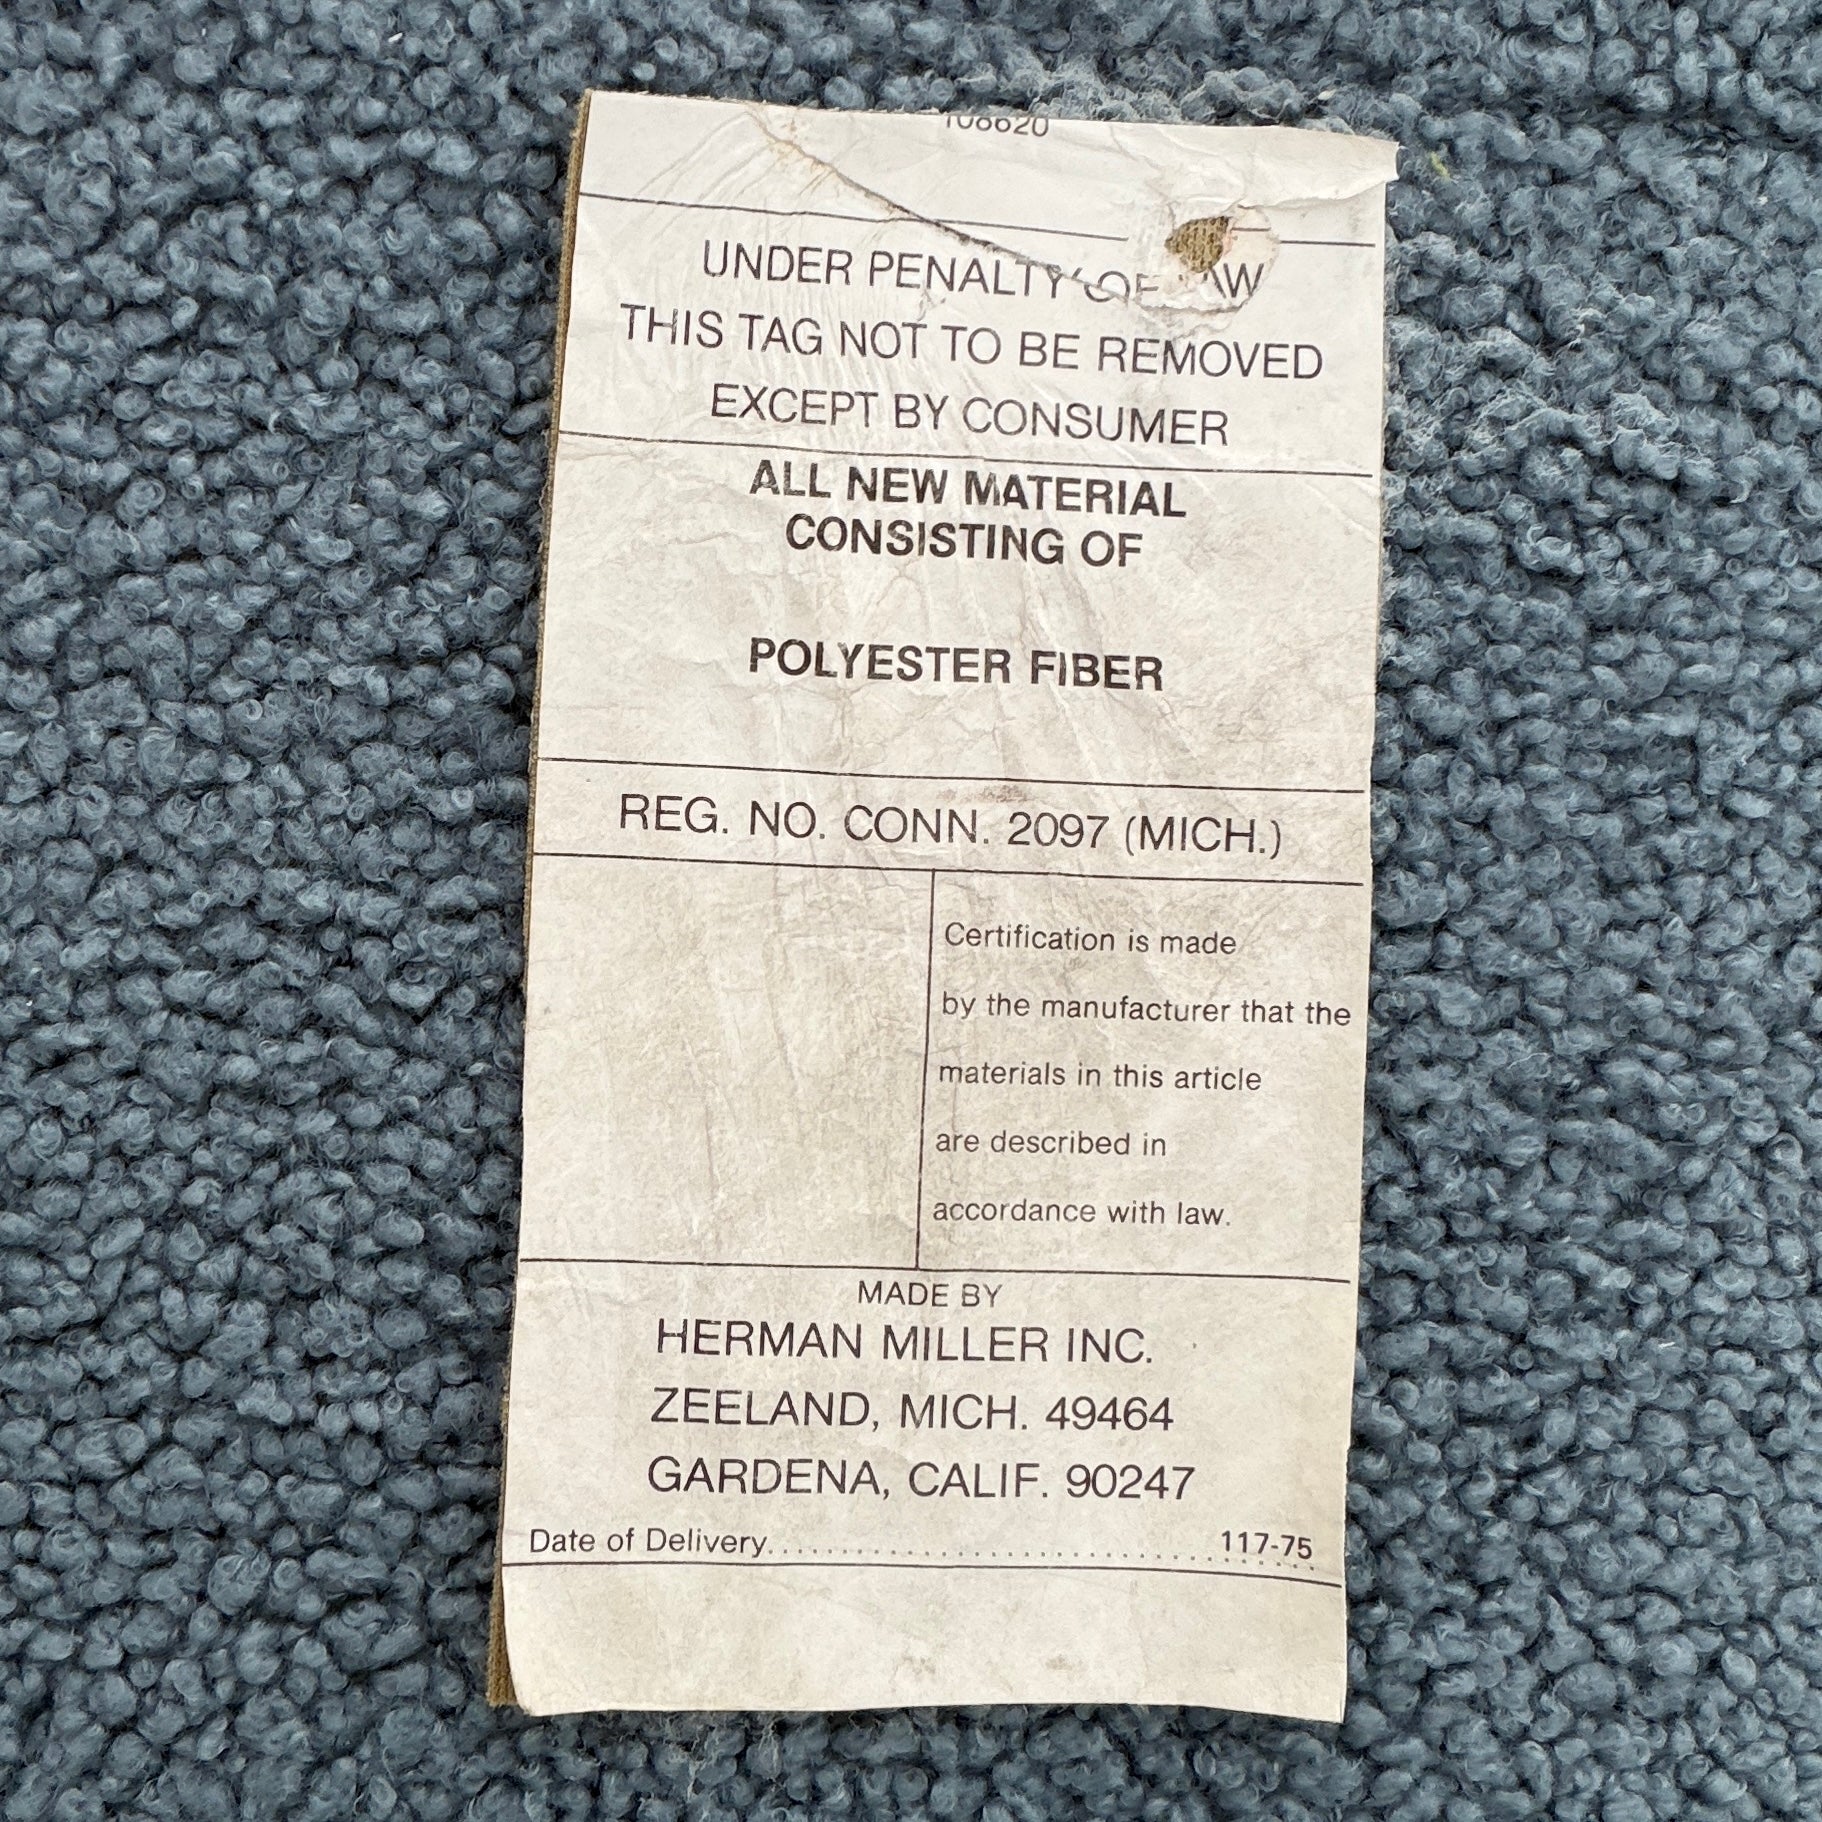 UNDER PENALTY OF LAW
THIS TAG NOT TO BE REMOVED
EXCEPT BY CONSUMER
ALL NEW MATERIAL
CONSISTING OF
POLYESTER FIBER
REG. NO. CONN. 2097 (MICH.)
Certification is made
by the manufacturer that the
materials in this article
are described in
accordance with law.
MADE BY
HERMAN MILLER INC.
ZEELAND, MICH. 49464
GARDENA, CALIF. 90247
Date of Delivery.......................................... 117-75